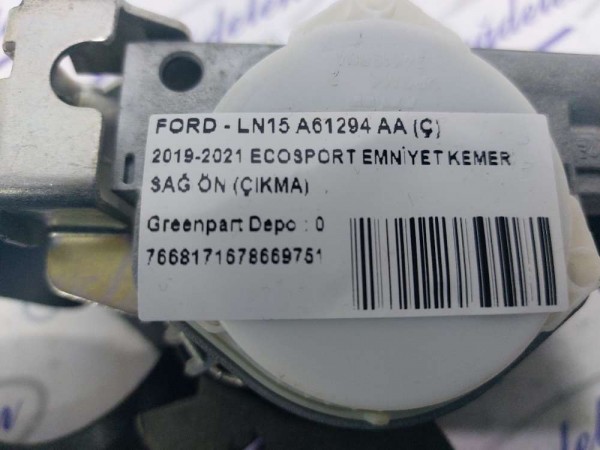 FORD - LN15 A61294 AA (Ç)
2019-2021 ECOSPORT EMNİYET KEMER
SAĞ ÖN (ÇIKMA)
Greenpart Depo : 0
7668171678669751